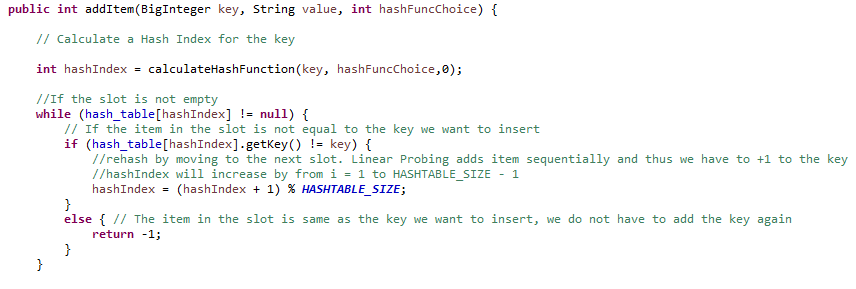 public int addItem(BigInteger key, String value, int hashFuncChoice) {
// Calculate a Hash Index for the key
int hashIndex = calculateHashFunction(key, hashFuncChoice,0);
//If the slot is not empty
while (hash_table[hashIndex] != null) {
// If the item in the slot is not equal to the key we want to insert
if (hash_table[hashIndex].getKey() != key) {
//rehash by moving to the next slot. Linear Probing adds item sequentially and thus we have to +1 to the key
//hashIndex will increase by from i = 1 to HASHTABLE_SIZE - 1
hashIndex = (hashIndex + 1) % HASHTABLE_SIZE;
}
else { // The item in the slot is same as the key we want to insert, we do not have to add the key again
return -1;
}
}